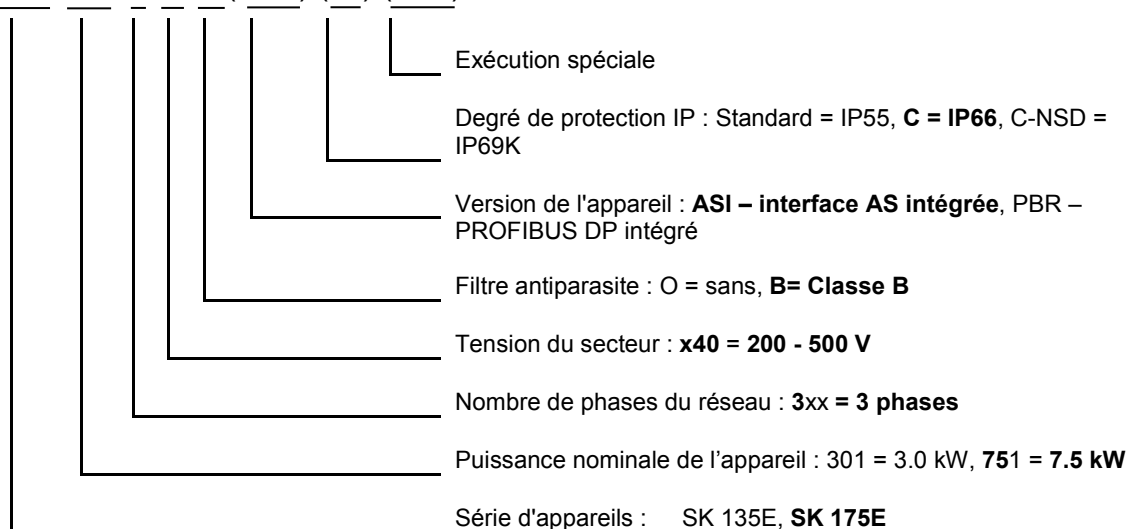 Exécution spéciale
Degré de protection IP : Standard = IP55, C = IP66, C-NSD =
IP69K
Version de l'appareil : ASI – interface AS intégrée, PBR –
PROFIBUS DP intégré
Filtre antiparasite : O = sans, B= Classe B
Tension du secteur : x40 = 200 - 500 V
Nombre de phases du réseau : 3xx = 3 phases
Puissance nominale de l’appareil : 301 = 3.0 kW, 751 = 7.5 kW
Série d'appareils : SK 135E, SK 175E